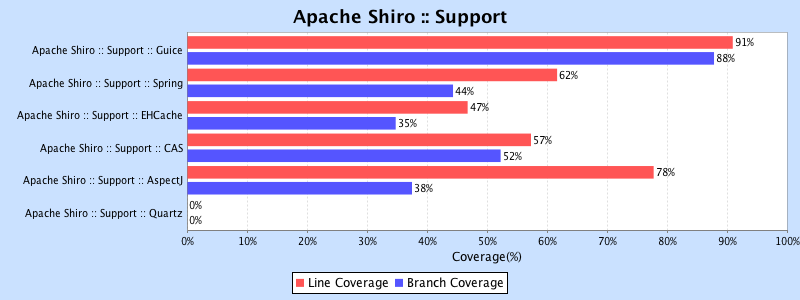 Apache Shiro :: Support
Apache Shiro :: Support :: Guice
91%
88%
Apache Shiro :: Support :: Spring
62%
44%
Apache Shiro :: Support :: EHCache
47%
35%
Apache Shiro :: Support :: CAS
57%
52%
Apache Shiro :: Support :: AspectJ
78%
38%
Apache Shiro :: Support :: Quartz
0%
0%
0% 10% 20% 30% 40% 50% 60% 70% 80% 90% 100%
Coverage(%)
Line Coverage Branch Coverage